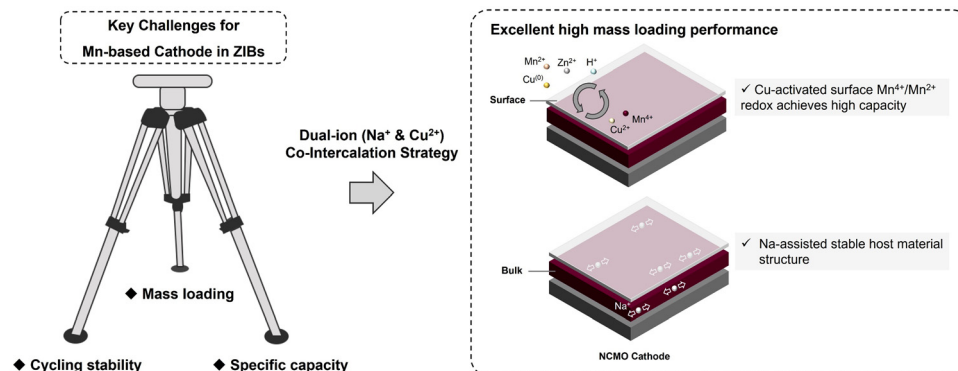 Key Challenges for
Mn-based Cathode in ZIBs
◆ Mass loading
◆ Cycling stability
◆ Specific capacity
Dual-ion (Na⁺ & Cu²⁺)
Co-Intercalation Strategy
Excellent high mass loading performance
Mn²⁺
Zn²⁺
H⁺
Cu⁽⁰⁾
Surface
Mn⁴⁺
Cu²⁺
✓ Cu-activated surface Mn⁴⁺/Mn²⁺
redox achieves high capacity
Bulk
Na⁺
✓ Na-assisted stable host material
structure
NCMO Cathode